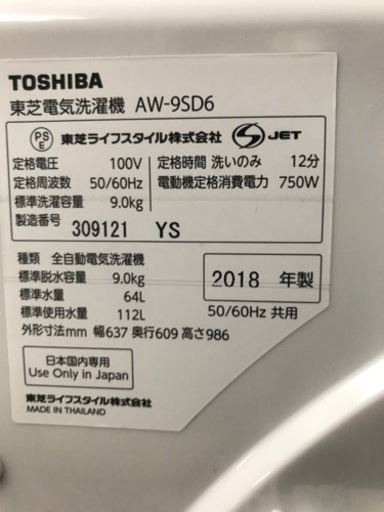 TOSHIBA
東芝電気洗濯機 AW-9SD6
PS E 東芝ライフスタイル株式会社 S JET
定格電圧 100V 定格時間 洗いのみ 12分
定格周波数 50/60Hz 電動機定格消費電力 750W
標準洗濯容量 9.0kg
製造番号 309121 YS
種類 全自動電気洗濯機
標準脱水容量 9.0kg 2018 年製
標準水量 64L
標準使用水量 112L 50/60Hz 共用
外形寸法mm 幅637 奥行609 高さ986
日本国内専用
Use Only in Japan
東芝ライフスタイル株式会社
MADE IN THAILAND